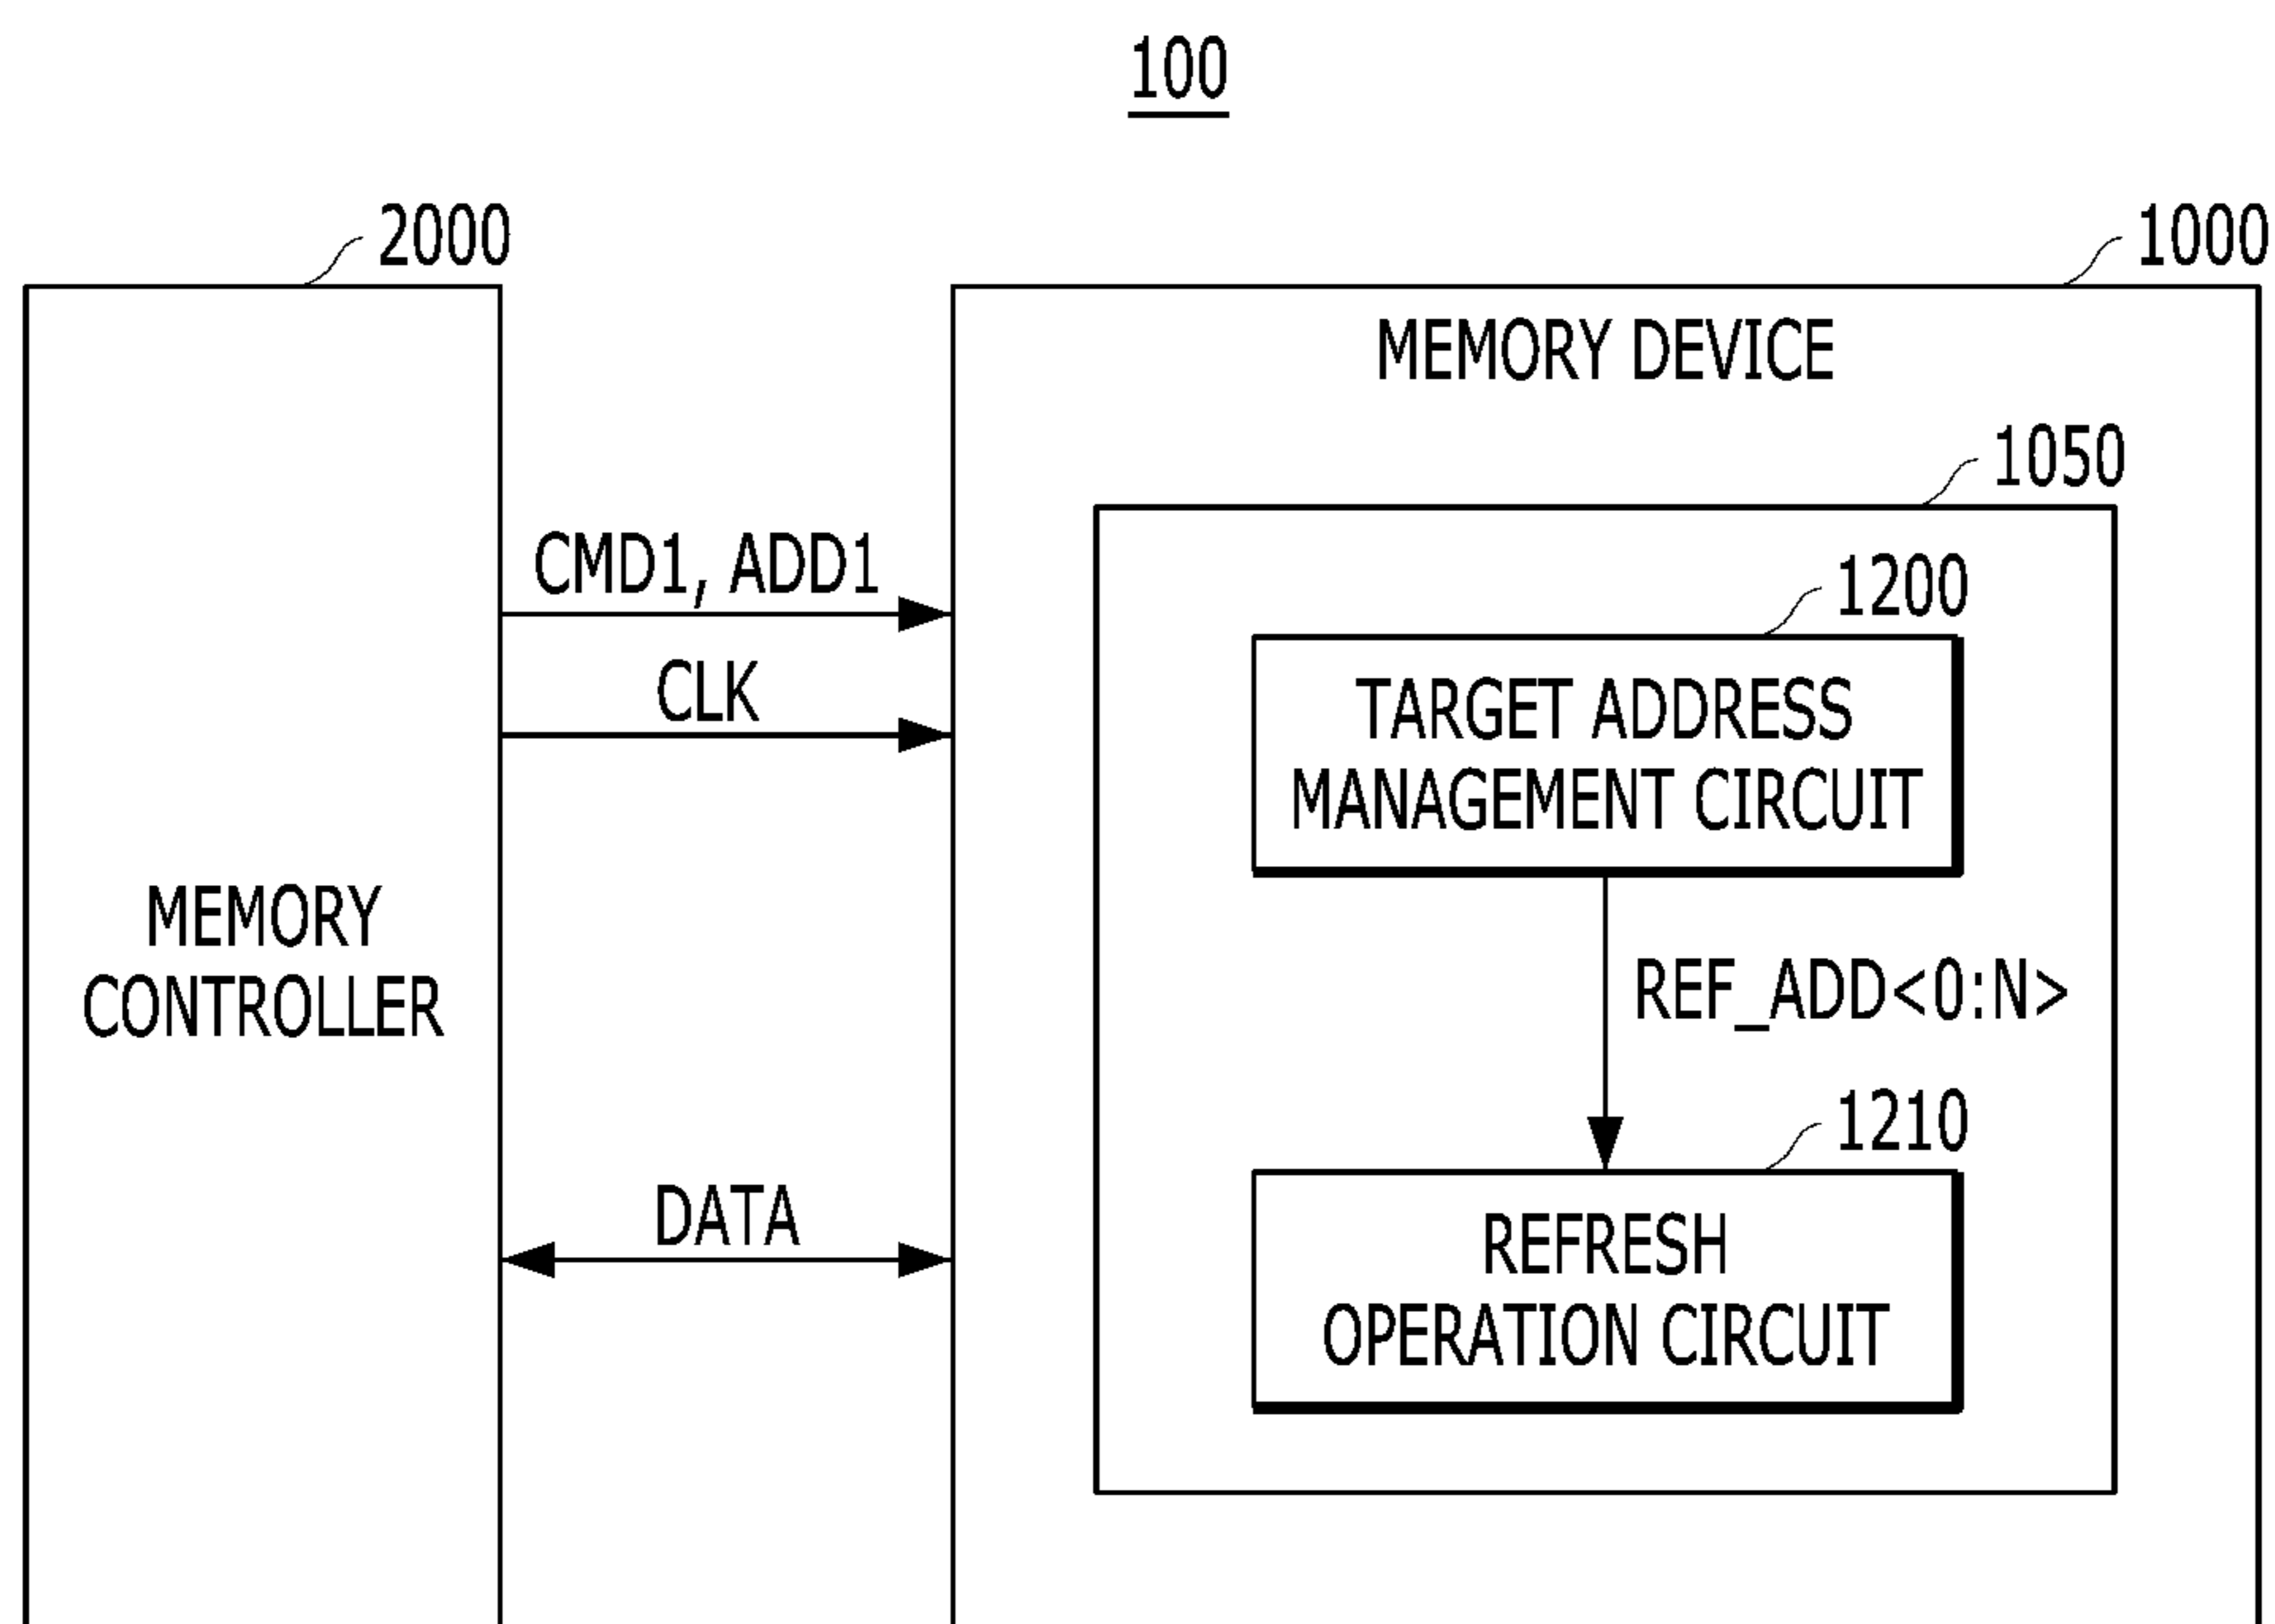 100
2000
1000
MEMORY DEVICE
1050
CMD1, ADD1
1200
CLK
TARGET ADDRESS
MANAGEMENT CIRCUIT
MEMORY
CONTROLLER
REF_ADD<0:N>
1210
DATA
REFRESH
OPERATION CIRCUIT